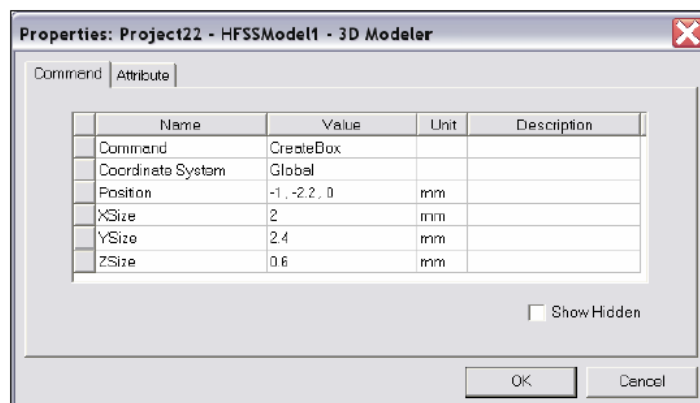 Properties: Project22 - HFSSModel1 - 3D Modeler
Command Attribute
Name Value Unit Description
Command CreateBox
Coordinate System Global
Position -1 , -2.2 , 0 mm
XSize 2 mm
YSize 2.4 mm
ZSize 0.6 mm
Show Hidden
OK Cancel